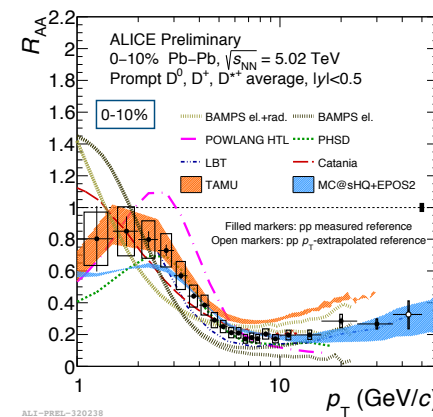 R_AA
2.2
2
1.8
1.6
1.4
1.2
1
0.8
0.6
0.4
0.2
0
ALICE Preliminary
0–10% Pb–Pb, √s_NN = 5.02 TeV
Prompt D⁰, D⁺, D*⁺ average, |y|<0.5
0-10%
BAMPS el.+rad. BAMPS el.
POWLANG HTL PHSD
LBT Catania
TAMU MC@sHQ+EPOS2
Filled markers: pp measured reference
Open markers: pp p_T-extrapolated reference
1 10
p_T (GeV/c)
ALI-PREL-320238